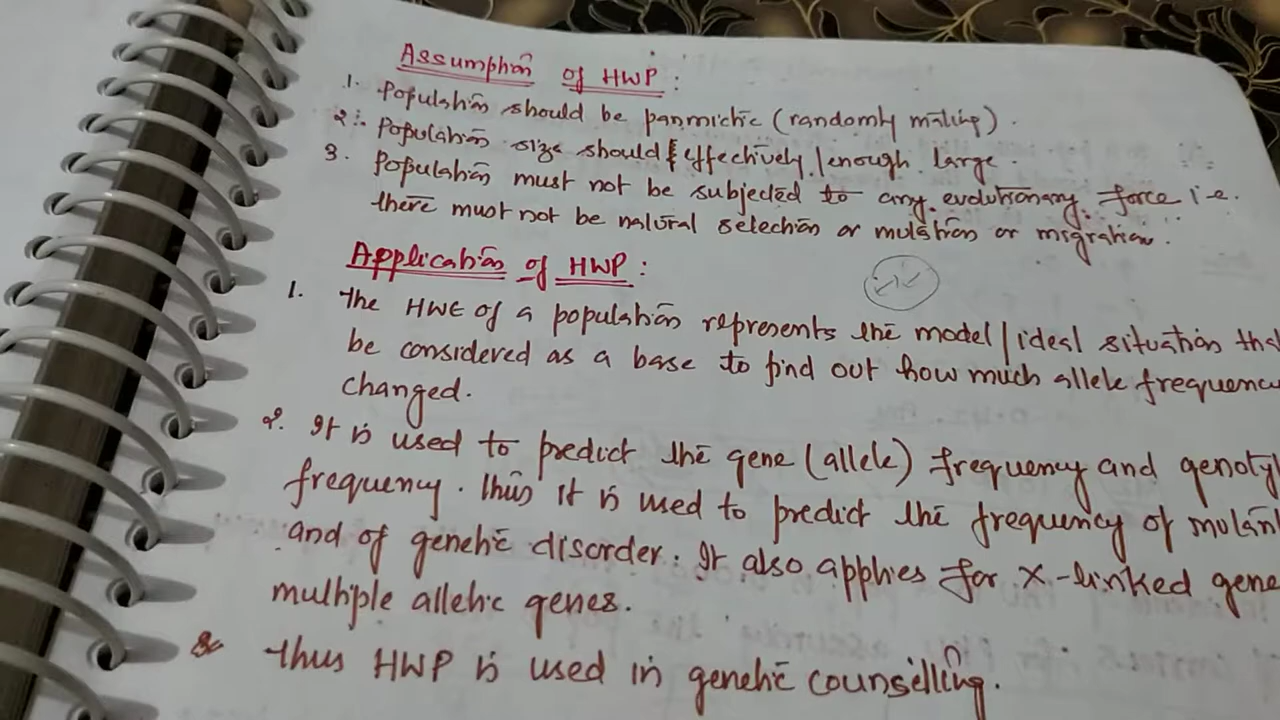 Assumption of HWP :
1. Population should be panmictic (randomly mating).
2. Population size should effectively / enough large.
3. Population must not be subjected to any evolutionary force i.e.
there must not be natural selection or mutation or migration.
Application of HWP :
1. The HWE of a population represents the model / ideal situation that
be considered as a base to find out how much allele frequency
changed.
2. It is used to predict the gene (allele) frequency and genoty
frequency. Thus it is used to predict the frequency of mutant
and of genetic disorder. It also applies for X-linked gene
multiple allelic genes.
Thus HWP is used in genetic counselling.